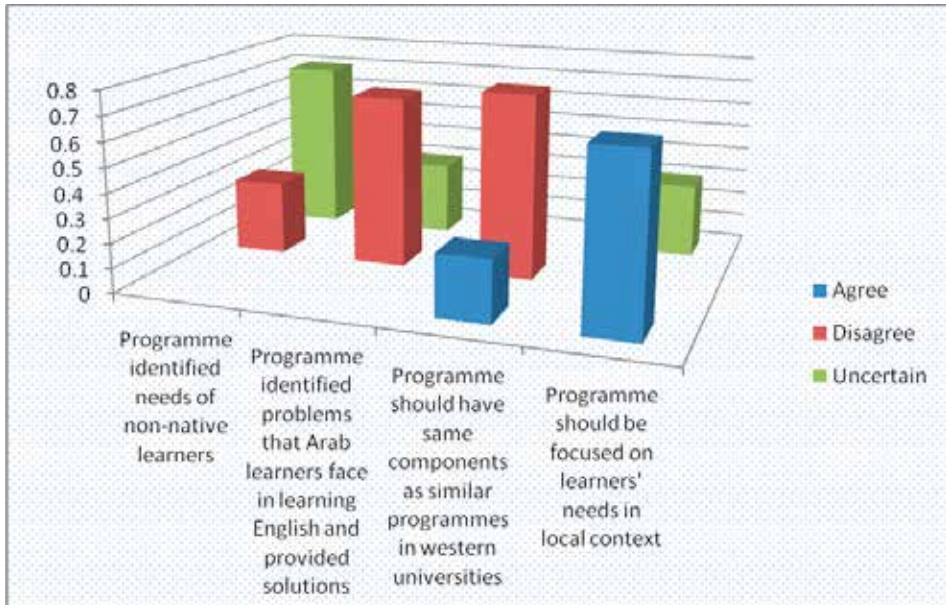 0.8
0.7
0.6
0.5
0.4
0.3
0.2
0.1
0
Programme
identified
needs of
non-native
learners
Programme
identified
problems
that Arab
learners face
in learning
English and
provided
solutions
Programme
should have
same
components
as similar
programmes
in western
universities
Programme
should be
focused on
learners'
needs in
local context
Agree
Disagree
Uncertain